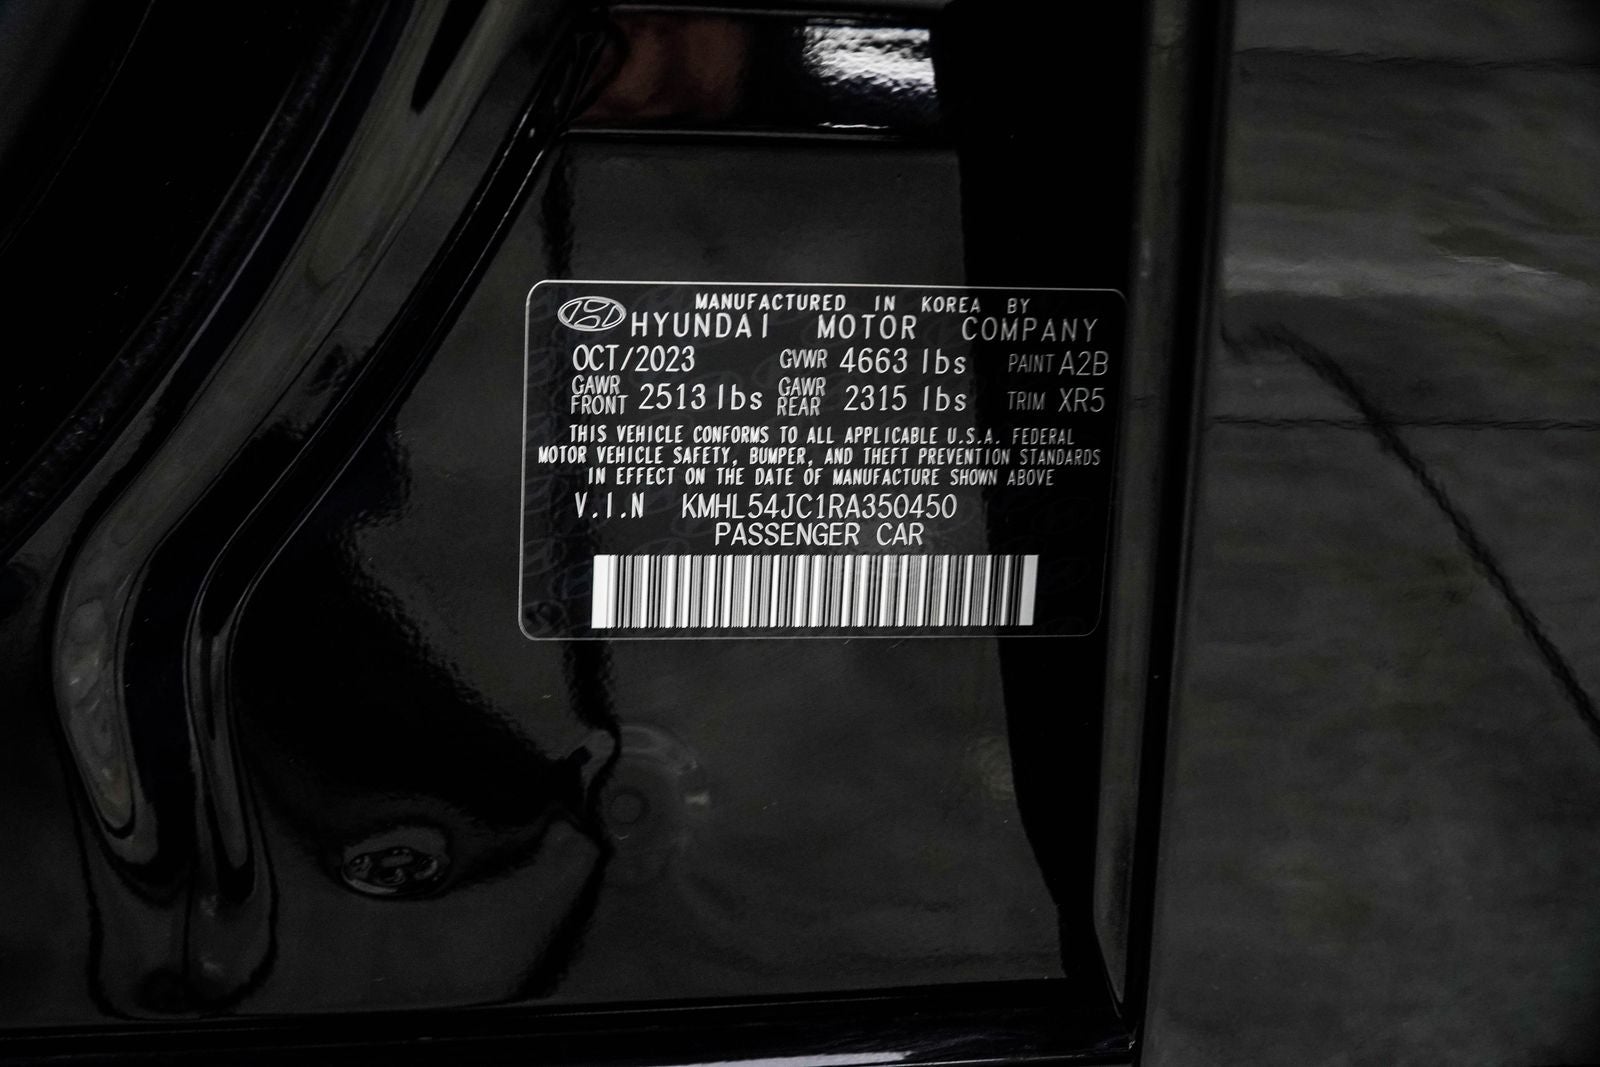 MANUFACTURED IN KOREA BY
HYUNDAI MOTOR COMPANY
OCT/2023 GVWR 4663 lbs PAINT A2B
GAWR FRONT 2513 lbs GAWR REAR 2315 lbs TRIM XR5
THIS VEHICLE CONFORMS TO ALL APPLICABLE U.S.A. FEDERAL
MOTOR VEHICLE SAFETY, BUMPER, AND THEFT PREVENTION STANDARDS
IN EFFECT ON THE DATE OF MANUFACTURE SHOWN ABOVE
V.I.N KMHL54JC1RA350450
PASSENGER CAR